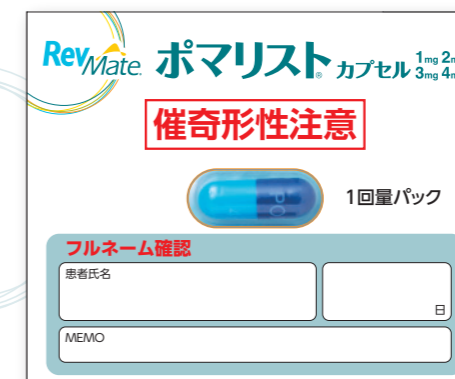 RevMate ポマリスト® カプセル 1mg 2m
3mg 4m
催奇形性注意
1回量パック
フルネーム確認
患者氏名
日
MEMO